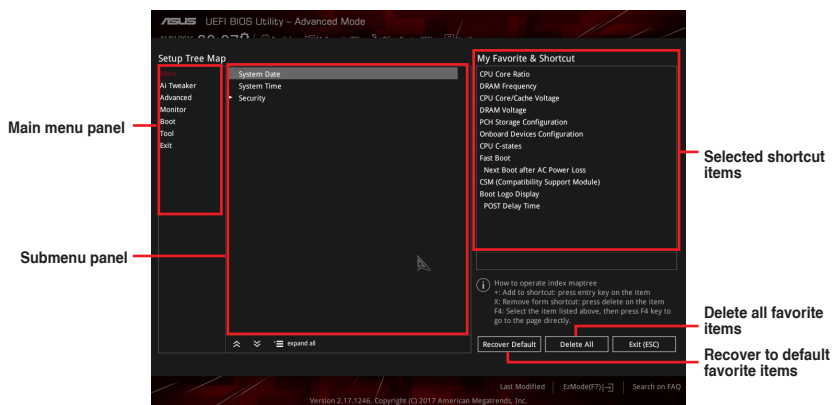 ASUS UEFI BIOS Utility – Advanced Mode
Setup Tree Map
Main
Ai Tweaker
Advanced
Monitor
Boot
Tool
Exit
System Date
System Time
Security
expand all
My Favorite & Shortcut
CPU Core Ratio
DRAM Frequency
CPU Core/Cache Voltage
DRAM Voltage
PCH Storage Configuration
Onboard Devices Configuration
CPU C-states
Fast Boot
Next Boot after AC Power Loss
CSM (Compatibility Support Module)
Boot Logo Display
POST Delay Time
How to operate index maptree
+: Add to shortcut: press entry key on the item
X: Remove form shortcut: press delete on the item
F4: Select the item listed above, then press F4 key to
go to the page directly.
Recover Default
Delete All
Exit (ESC)
Last Modified
EzMode(F7)
Search on FAQ
Version 2.17.1246. Copyright (C) 2017 American Megatrends, Inc.
Main menu panel
Submenu panel
Selected shortcut
items
Delete all favorite
items
Recover to default
favorite items